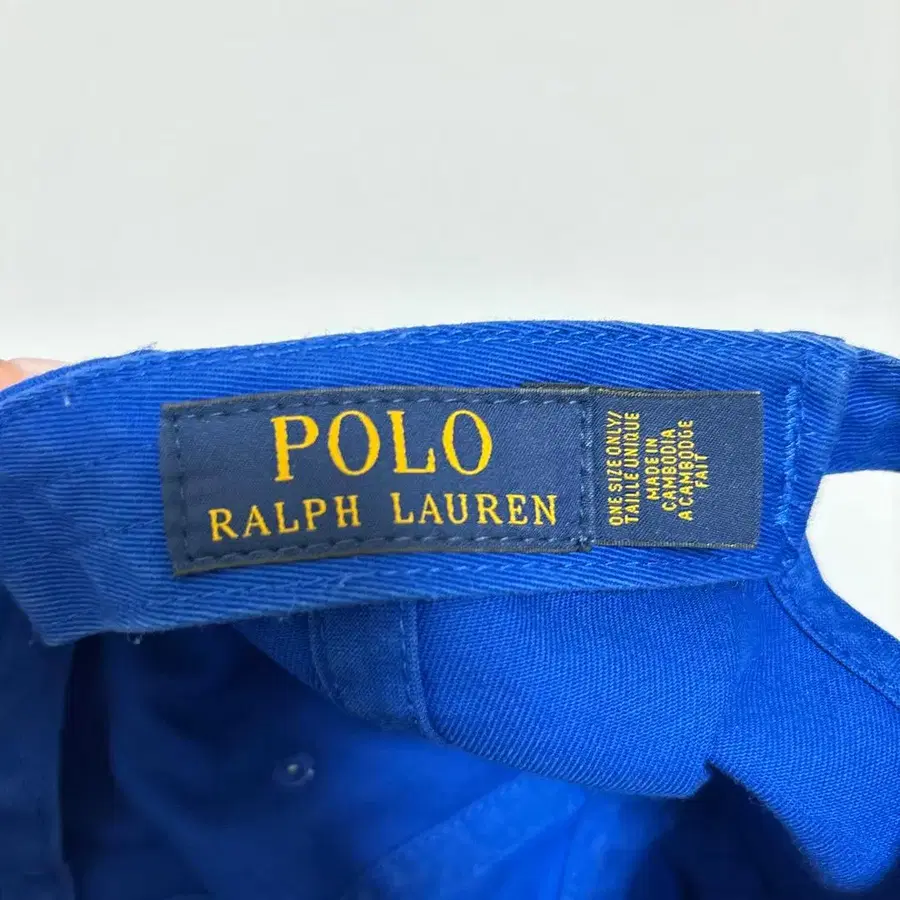 POLO
RALPH LAUREN
ONE SIZE ONLY/
TAILLE UNIQUE
MADE IN
CAMBODIA
A CAMBODGE
FAIT